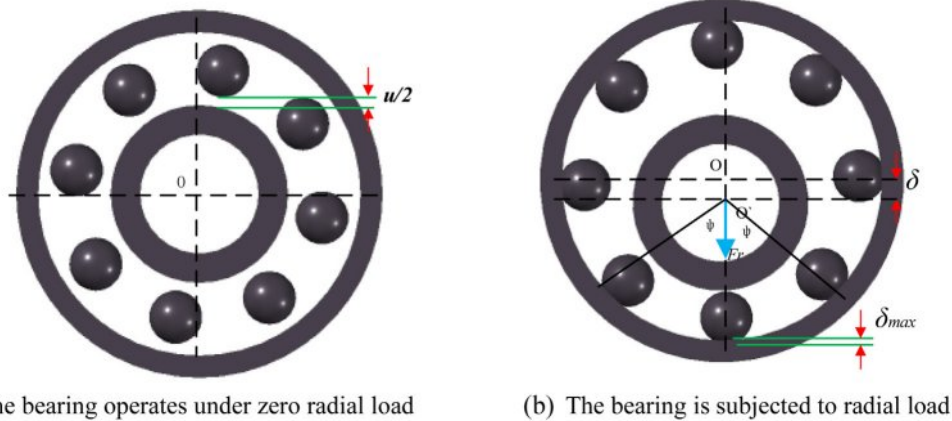 u/2
0
O
δ
O`
ψ
ψ
Fr
δmax
he bearing operates under zero radial load
(b) The bearing is subjected to radial load